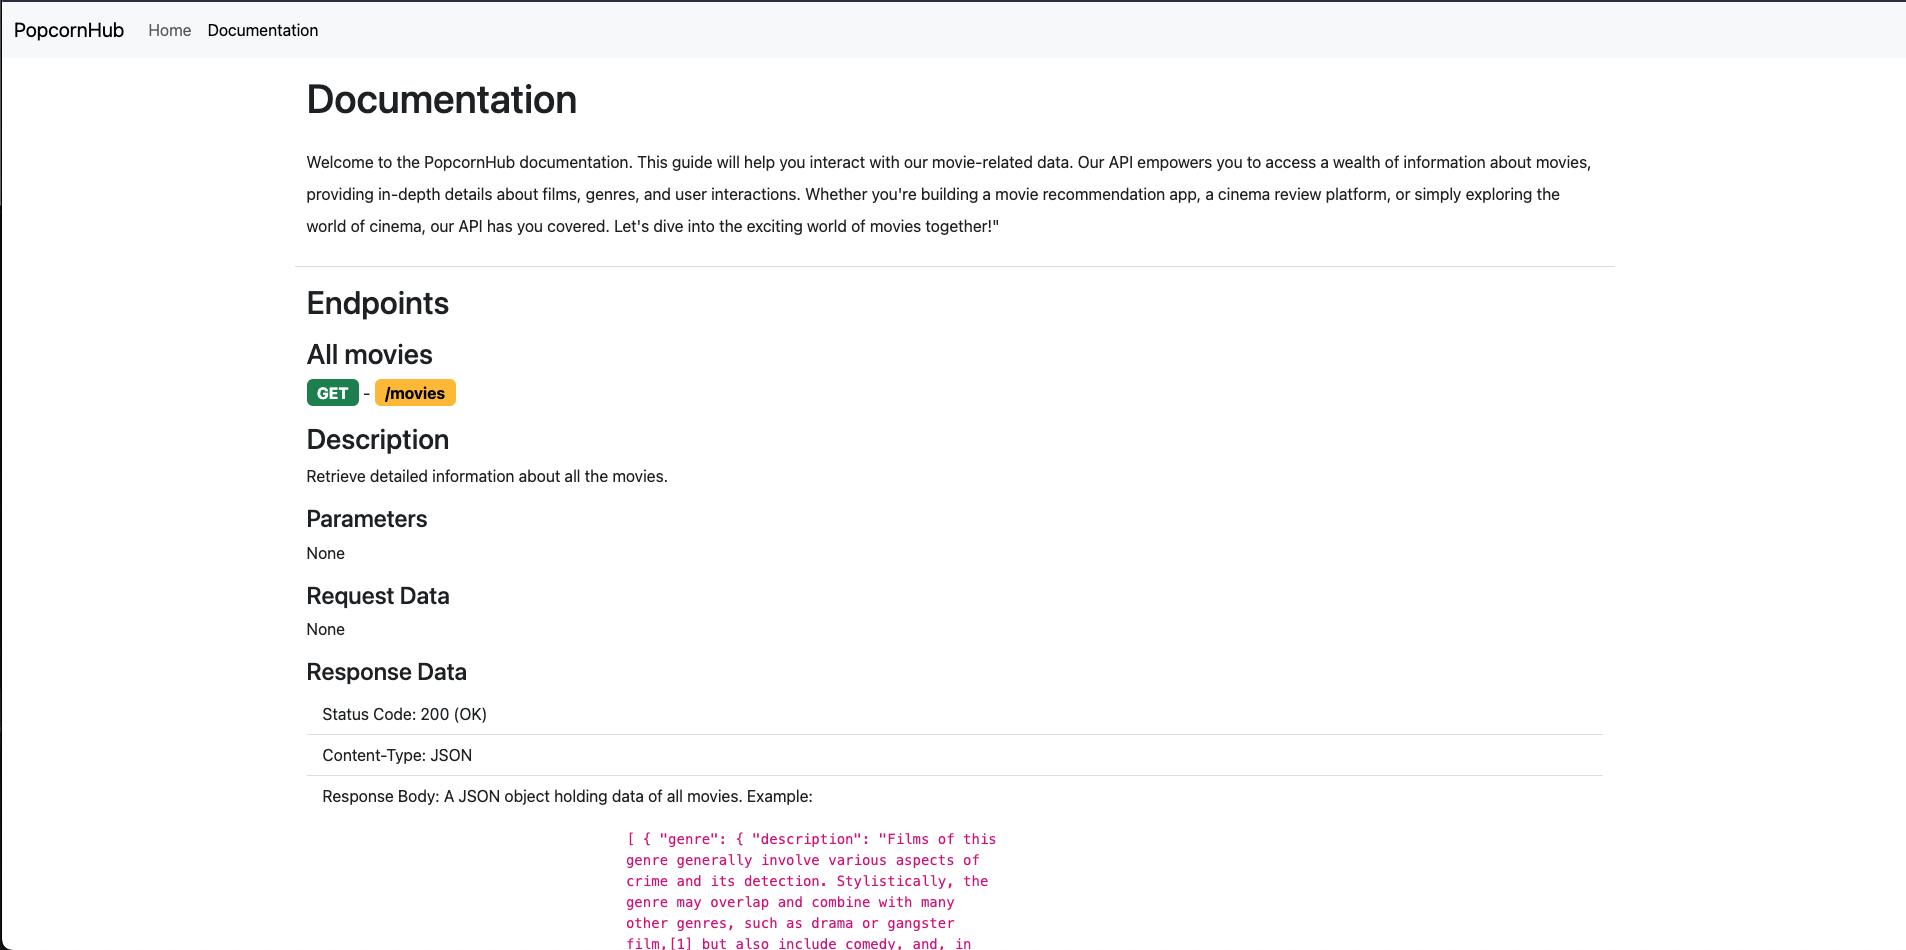 PopcornHub Home Documentation
Documentation
Welcome to the PopcornHub documentation. This guide will help you interact with our movie-related data. Our API empowers you to access a wealth of information about movies,
providing in-depth details about films, genres, and user interactions. Whether you're building a movie recommendation app, a cinema review platform, or simply exploring the
world of cinema, our API has you covered. Let's dive into the exciting world of movies together!"
Endpoints
All movies
GET - /movies
Description
Retrieve detailed information about all the movies.
Parameters
None
Request Data
None
Response Data
Status Code: 200 (OK)
Content-Type: JSON
Response Body: A JSON object holding data of all movies. Example:
[ { "genre": { "description": "Films of this
genre generally involve various aspects of
crime and its detection. Stylistically, the
genre may overlap and combine with many
other genres, such as drama or gangster
film,[1] but also include comedy, and, in